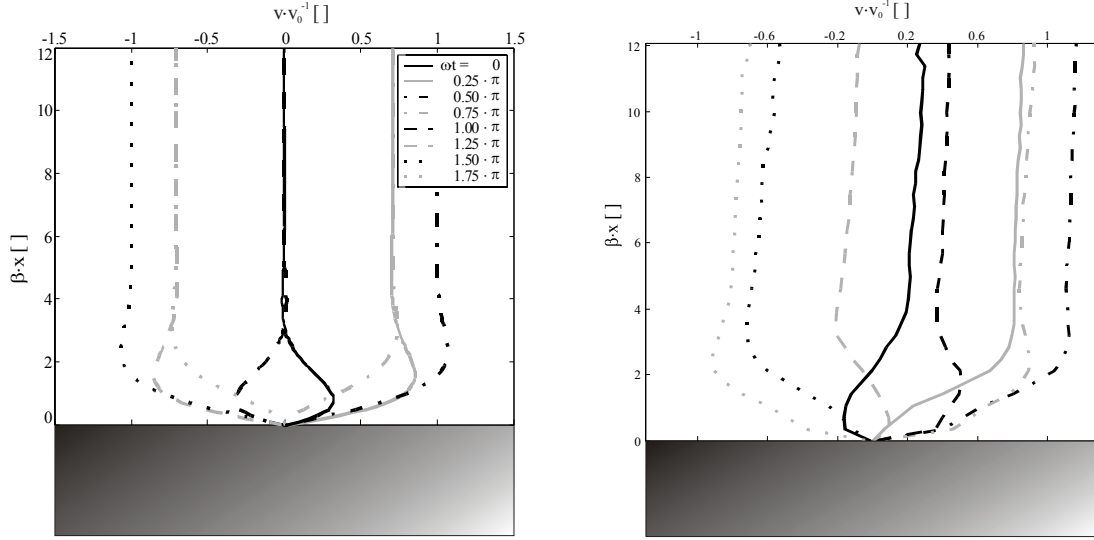 v·v₀⁻¹ [ ]
-1.5 -1 -0.5 0 0.5 1 1.5
12
10
8
6
4
2
0
β·x [ ]
ωt = 0
0.25 · π
0.50 · π
0.75 · π
1.00 · π
1.25 · π
1.50 · π
1.75 · π
v·v₀⁻¹ [ ]
-1 -0.6 -0.2 0.2 0.6 1
12
10
8
6
4
2
0
β·x [ ]